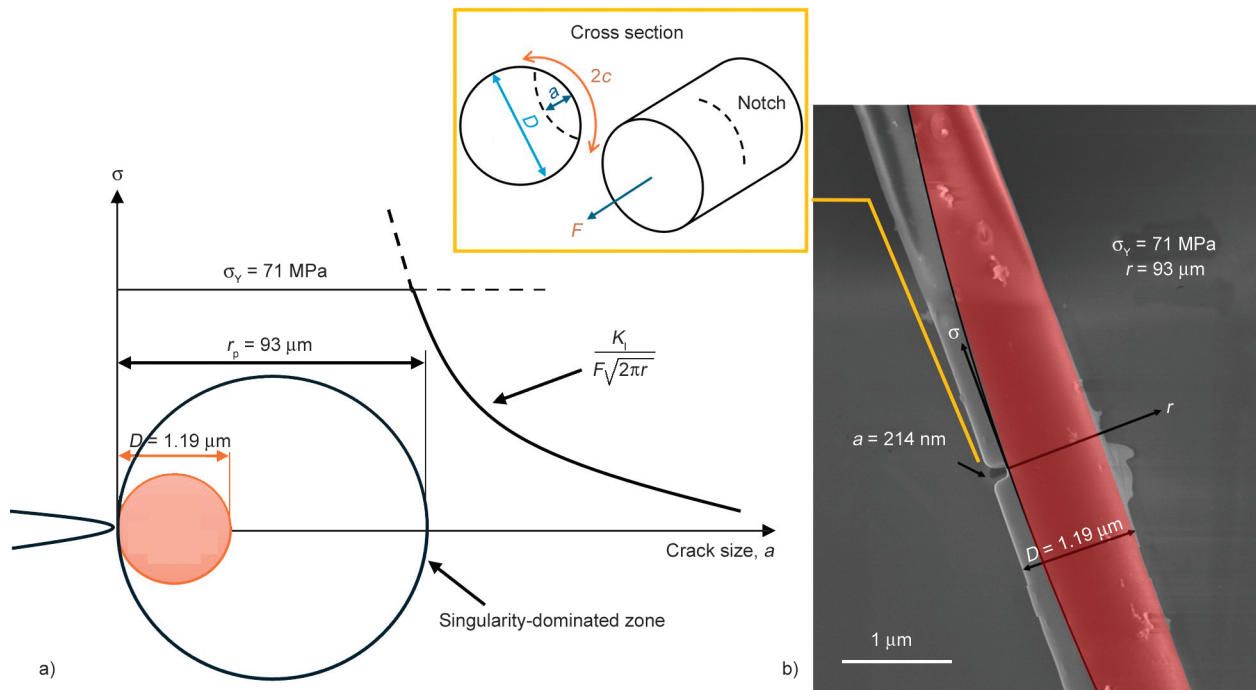 Cross section
2c
a
D
Notch
F
σ
σY = 71 MPa
rp = 93 μm
KI
F√2πr
D = 1.19 μm
Crack size, a
Singularity-dominated zone
a)
σY = 71 MPa
r = 93 μm
σ
r
a = 214 nm
D = 1.19 μm
1 μm
b)